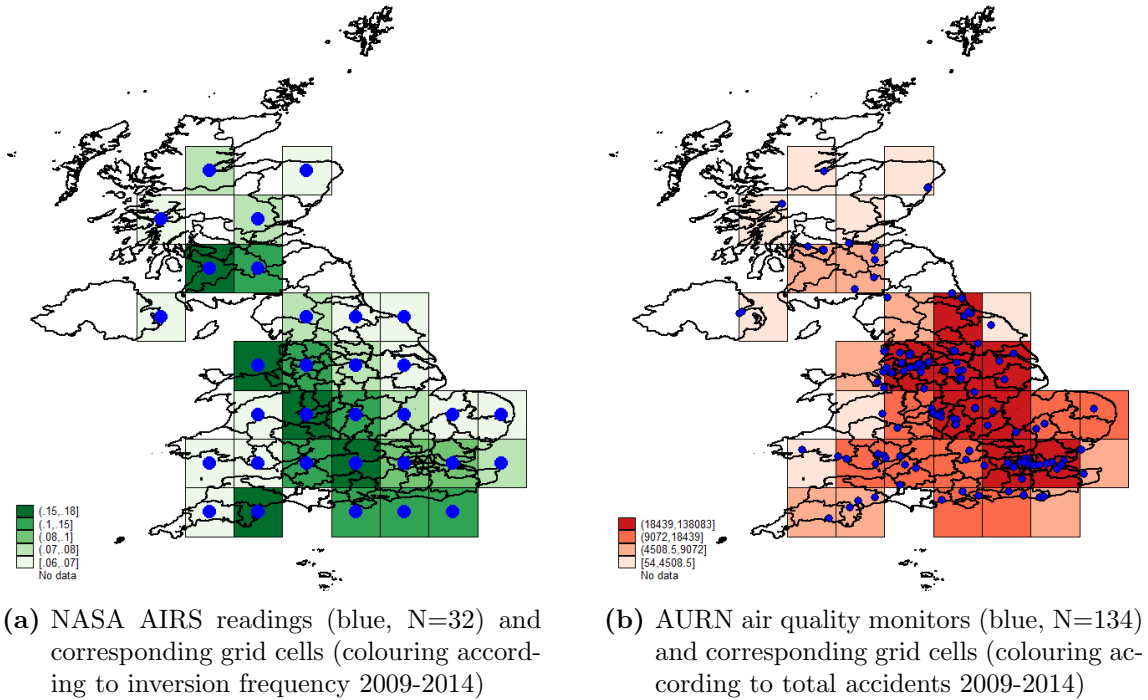 (.15,.18]
(.1,.15]
(.08,.1]
(.07,.08]
[.06,.07]
No data
(18439,138083]
(9072,18439]
(4508.5,9072]
[54,4508.5]
No data
(a) NASA AIRS readings (blue, N=32) and
corresponding grid cells (colouring accord-
ing to inversion frequency 2009-2014)
(b) AURN air quality monitors (blue, N=134)
and corresponding grid cells (colouring ac-
cording to total accidents 2009-2014)